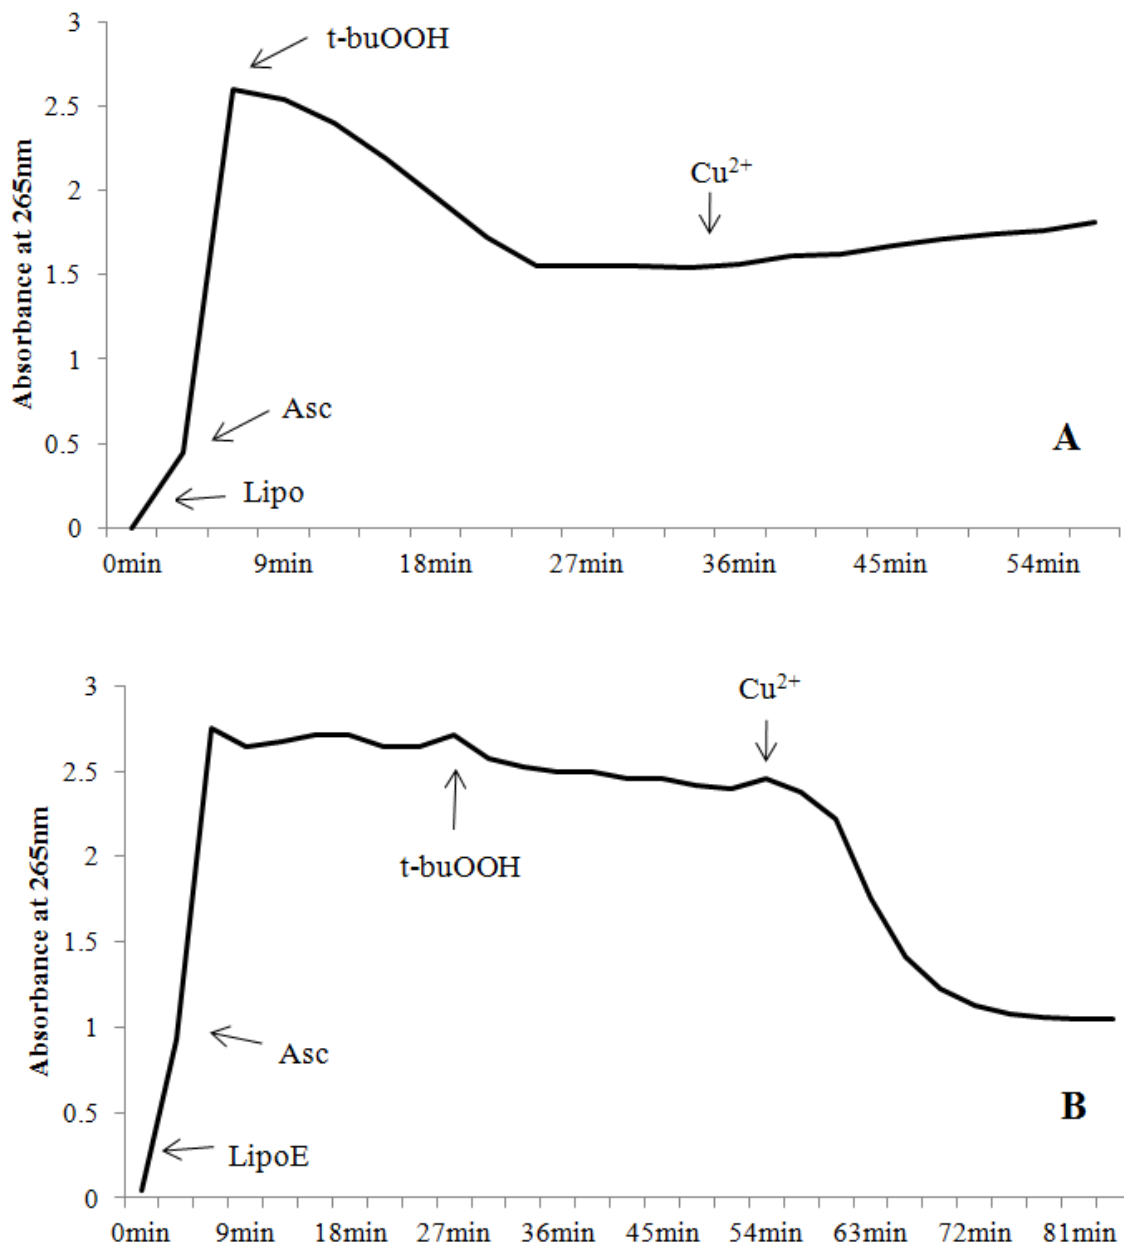 3
t-buOOH
2.5
Cu²⁺
2
1.5
Absorbance at 265nm
1
Asc
0.5
A
Lipo
0
0min 9min 18min 27min 36min 45min 54min
3
Cu²⁺
2.5
t-buOOH
2
1.5
Absorbance at 265nm
1
Asc
B
0.5
LipoE
0
0min 9min 18min 27min 36min 45min 54min 63min 72min 81min